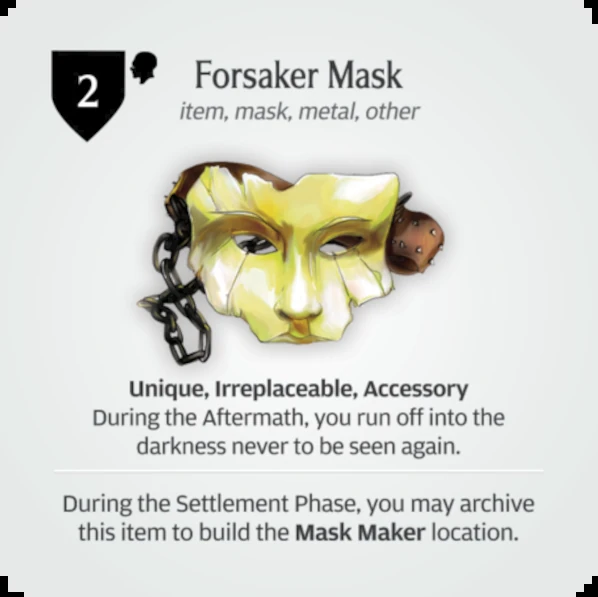 2
Forsaker Mask
item, mask, metal, other
Unique, Irreplaceable, Accessory
During the Aftermath, you run off into the
darkness never to be seen again.
During the Settlement Phase, you may archive
this item to build the Mask Maker location.